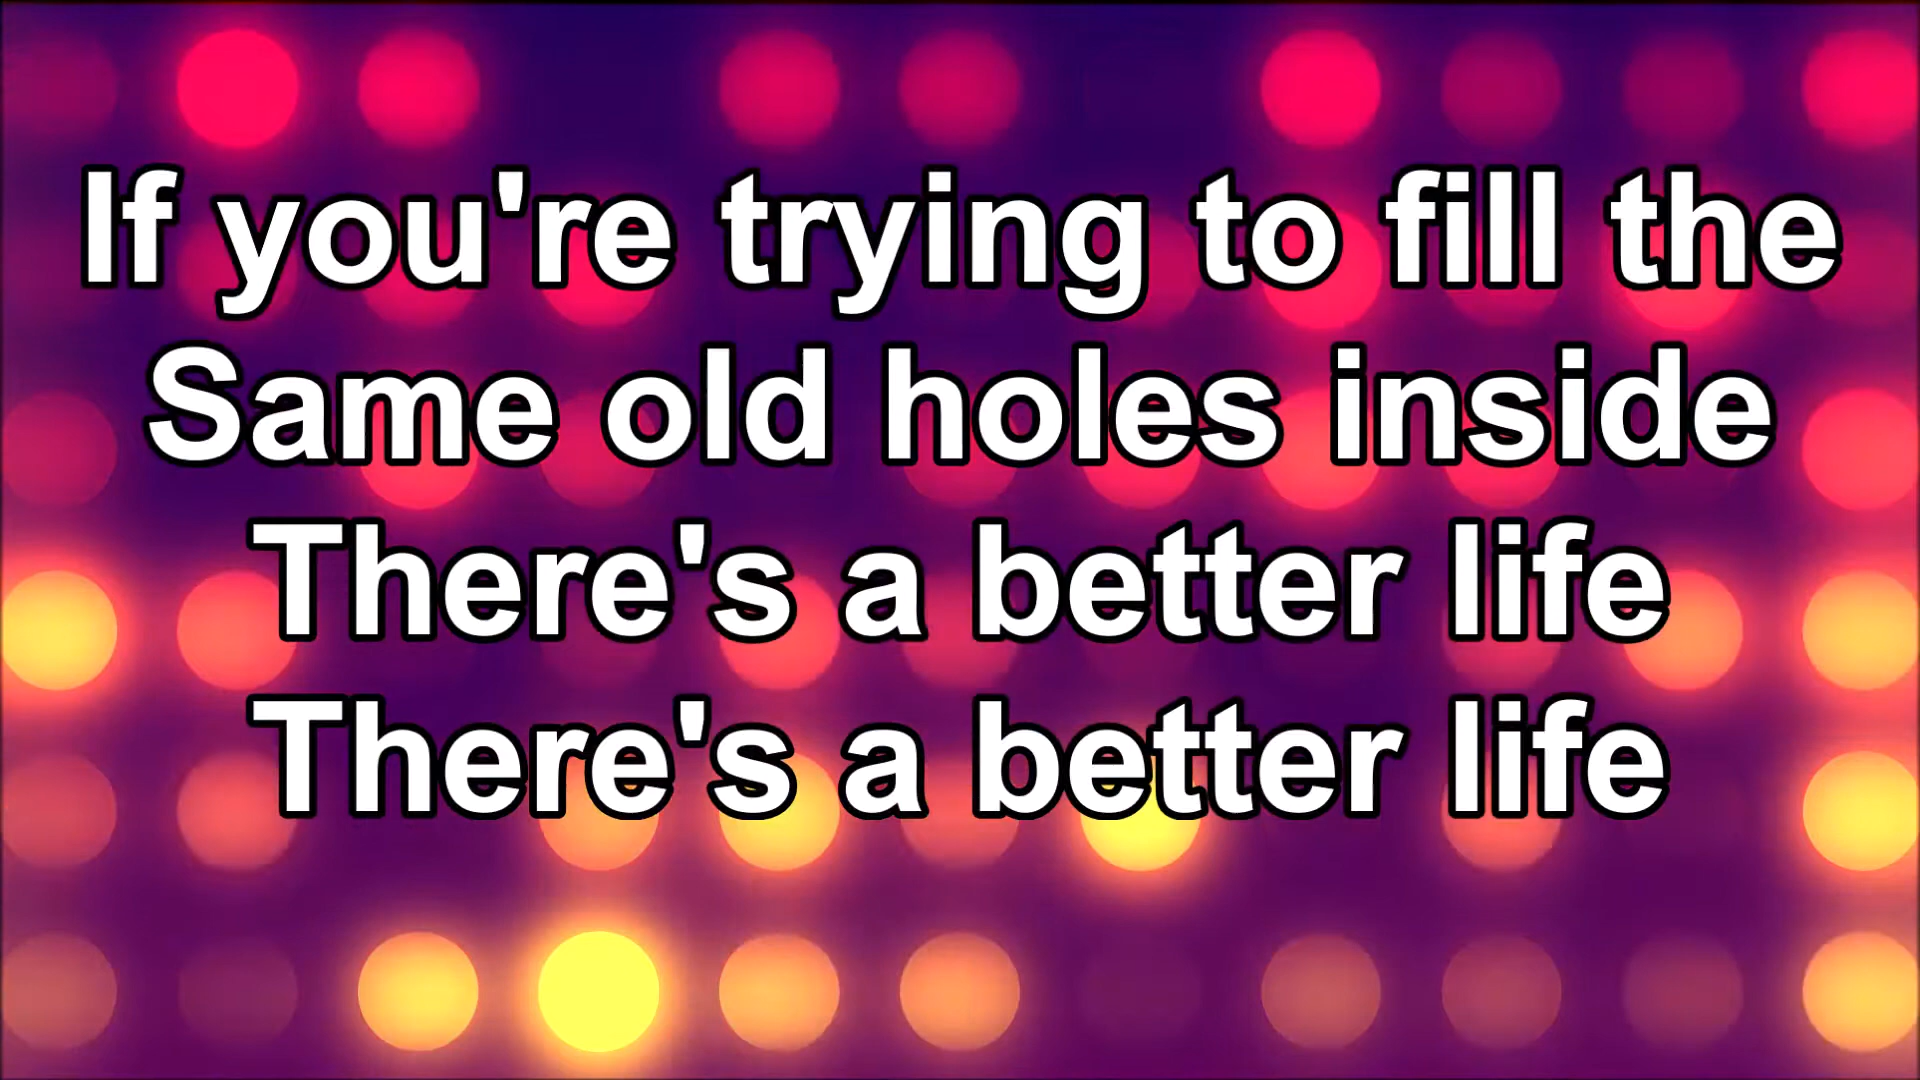 If you're trying to fill the
Same old holes inside
There's a better life
There's a better life